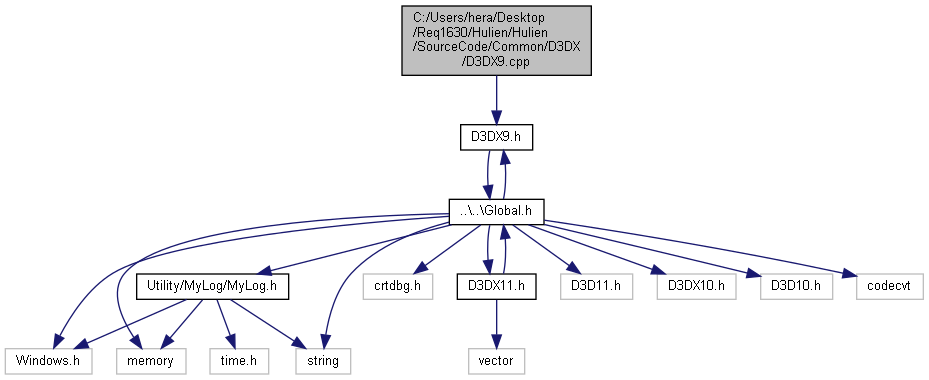 C:/Users/hera/Desktop
/Req1630/Hulien/Hulien
/SourceCode/Common/D3DX
/D3DX9.cpp
D3DX9.h
..\..\Global.h
Utility/MyLog/MyLog.h
crtdbg.h
D3DX11.h
D3D11.h
D3DX10.h
D3D10.h
codecvt
Windows.h
memory
time.h
string
vector